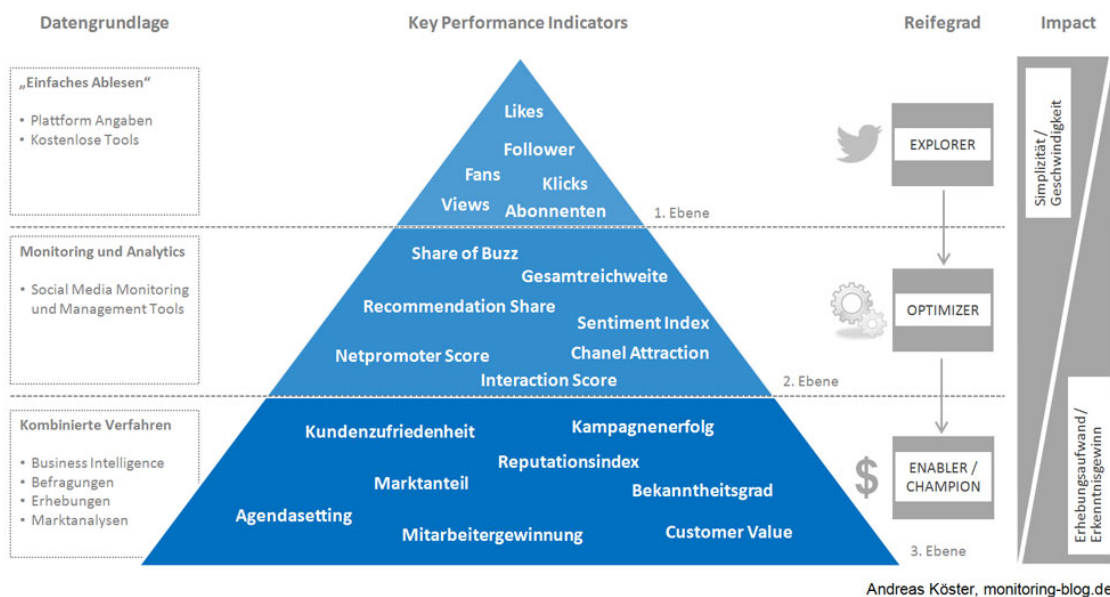 Datengrundlage
Key Performance Indicators
Reifegrad
Impact
„Einfaches Ablesen“
• Plattform Angaben
• Kostenlose Tools
Likes
Follower
Fans
Klicks
Views
Abonnenten
1. Ebene
EXPLORER
Simplizität /
Geschwindigkeit
Monitoring und Analytics
• Social Media Monitoring
und Management Tools
Share of Buzz
Gesamtreichweite
Recommendation Share
Sentiment Index
Netpromoter Score
Chanel Attraction
Interaction Score
2. Ebene
OPTIMIZER
Kombinierte Verfahren
• Business Intelligence
• Befragungen
• Erhebungen
• Marktanalysen
Kundenzufriedenheit
Kampagnenerfolg
Reputationsindex
Marktanteil
Bekanntheitsgrad
Agendasetting
Mitarbeitergewinnung
Customer Value
3. Ebene
$
ENABLER /
CHAMPION
Erhebungsaufwand /
Erkenntnisgewinn
Andreas Köster, monitoring-blog.de